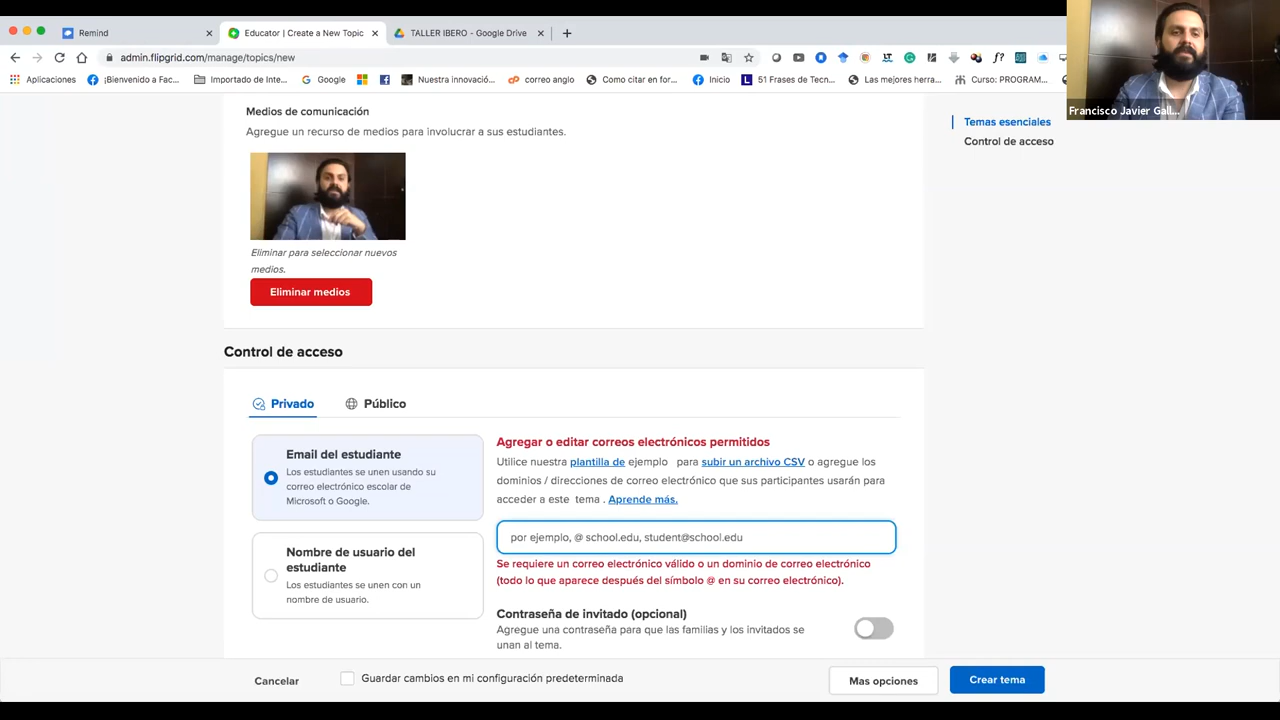 Remind
Educator | Create a New Topic
TALLER IBERO - Google Drive
admin.flipgrid.com/manage/topics/new
Aplicaciones
¡Bienvenido a Fac...
Importado de Inte...
Google
Nuestra innovació...
correo anglo
Como citar en for...
Inicio
51 Frases de Tecn...
Las mejores herra...
Curso: PROGRAM...
Francisco Javier Gall...
Medios de comunicación
Agregue un recurso de medios para involucrar a sus estudiantes.
Temas esenciales
Control de acceso
Eliminar para seleccionar nuevos
medios.
Eliminar medios
Control de acceso
Privado
Público
Email del estudiante
Los estudiantes se unen usando su
correo electrónico escolar de
Microsoft o Google.
Nombre de usuario del
estudiante
Los estudiantes se unen con un
nombre de usuario.
Agregar o editar correos electrónicos permitidos
Utilice nuestra plantilla de ejemplo para subir un archivo CSV o agregue los
dominios / direcciones de correo electrónico que sus participantes usarán para
acceder a este tema . Aprende más.
por ejemplo, @ school.edu, student@school.edu
Se requiere un correo electrónico válido o un dominio de correo electrónico
(todo lo que aparece después del símbolo @ en su correo electrónico).
Contraseña de invitado (opcional)
Agregue una contraseña para que las familias y los invitados se
unan al tema.
Cancelar
Guardar cambios en mi configuración predeterminada
Mas opciones
Crear tema